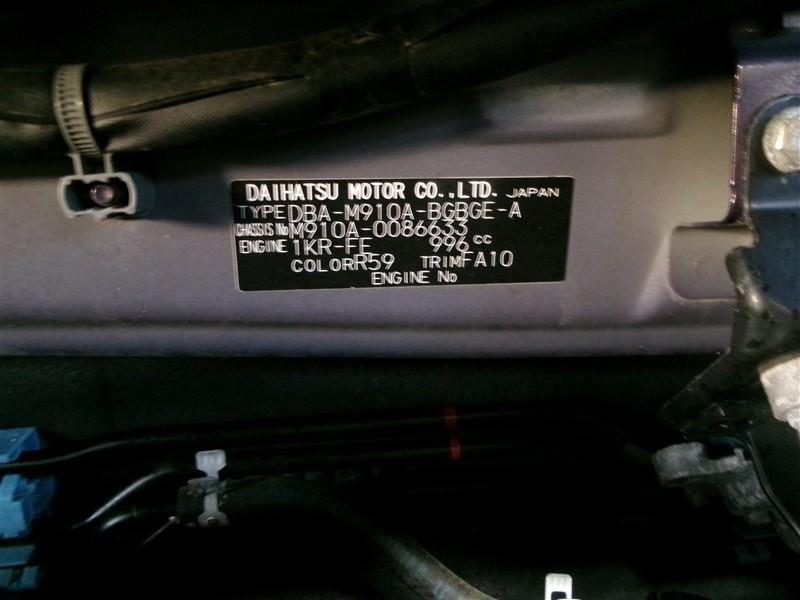 DAIHATSU MOTOR CO.,LTD. JAPAN
TYPE DBA-M910A-BGBGE-A
CHASSIS No M910A-0086633
ENGINE 1KR-FE 996 cc
COLOR R59 TRIM FA10
ENGINE No